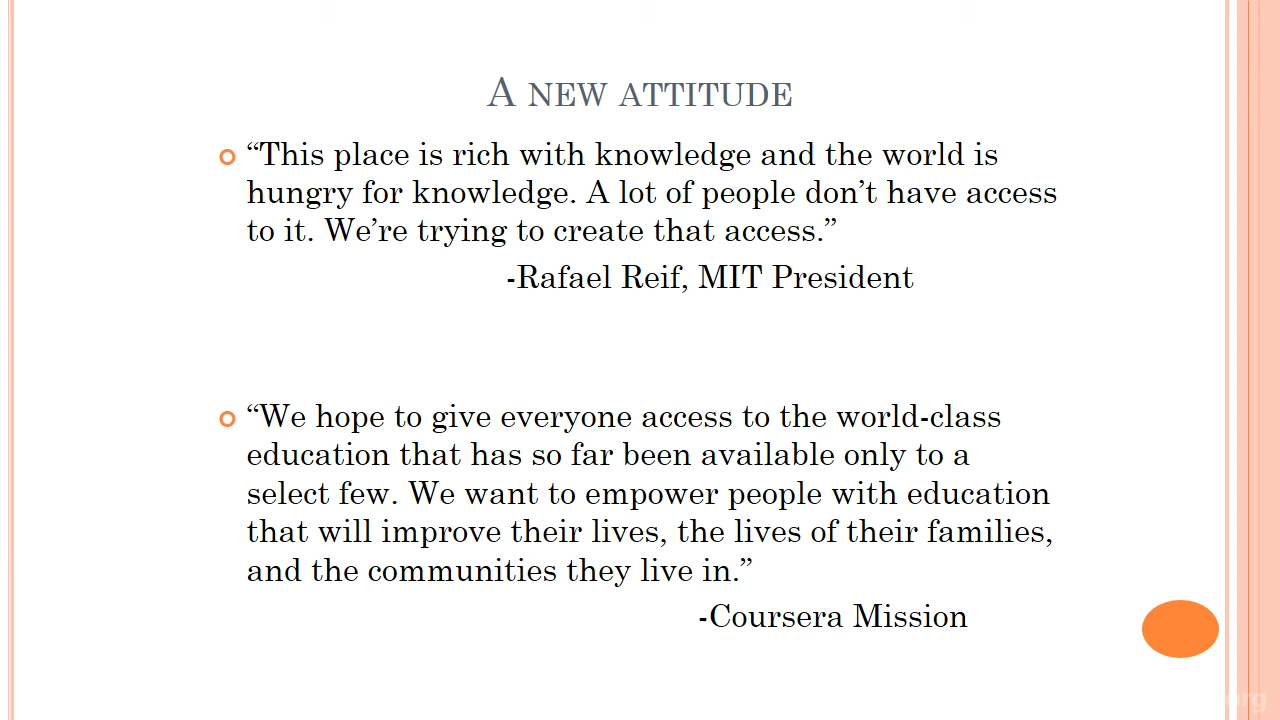 A NEW ATTITUDE
“This place is rich with knowledge and the world is
hungry for knowledge. A lot of people don’t have access
to it. We’re trying to create that access.”
-Rafael Reif, MIT President
“We hope to give everyone access to the world-class
education that has so far been available only to a
select few. We want to empower people with education
that will improve their lives, the lives of their families,
and the communities they live in.”
-Coursera Mission